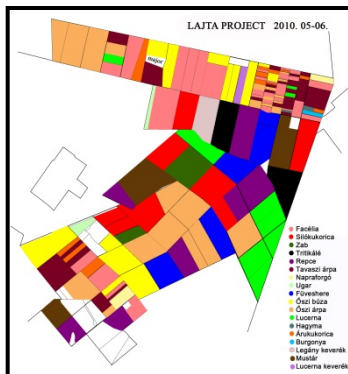 LAJTA PROJECT 2010. 05-06.
major
Facélia
Silókukorica
Zab
Tritikálé
Repce
Tavaszi árpa
Napraforgó
Ugar
Füveshere
Őszi búza
Őszi árpa
Lucerna
Hagyma
Árukukorica
Burgonya
Legány keverék
Mustár
Lucerna keverék